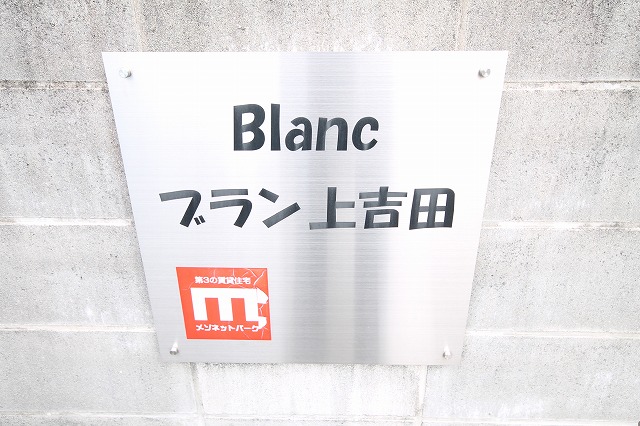 Blanc
ブラン上吉田
第3の賃貸住宅
m
メゾネットパーク